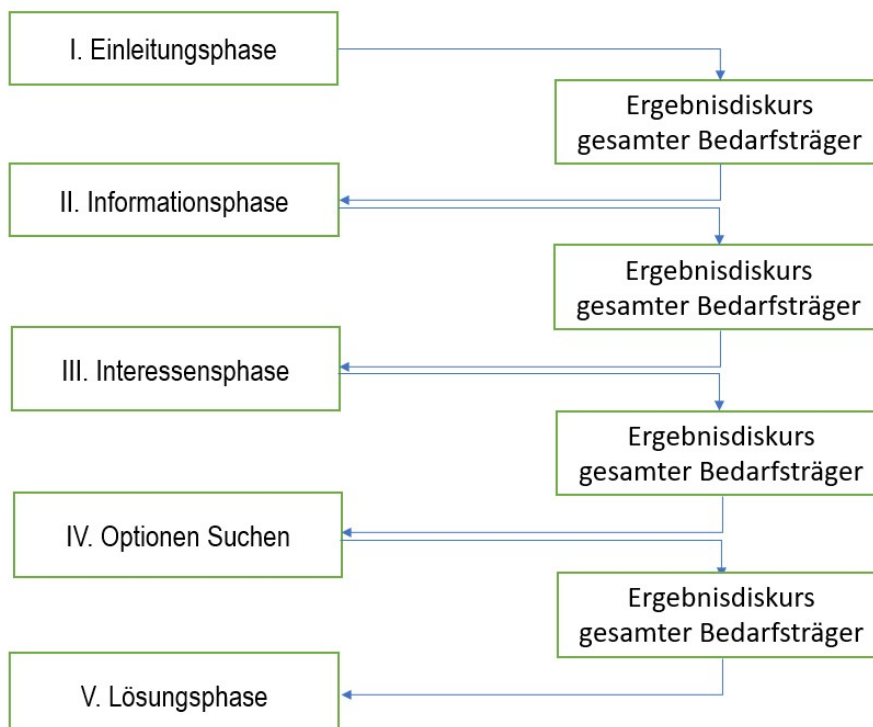 I. Einleitungsphase
Ergebnisdiskurs
gesamter Bedarfsträger
II. Informationsphase
Ergebnisdiskurs
gesamter Bedarfsträger
III. Interessensphase
Ergebnisdiskurs
gesamter Bedarfsträger
IV. Optionen Suchen
Ergebnisdiskurs
gesamter Bedarfsträger
V. Lösungsphase